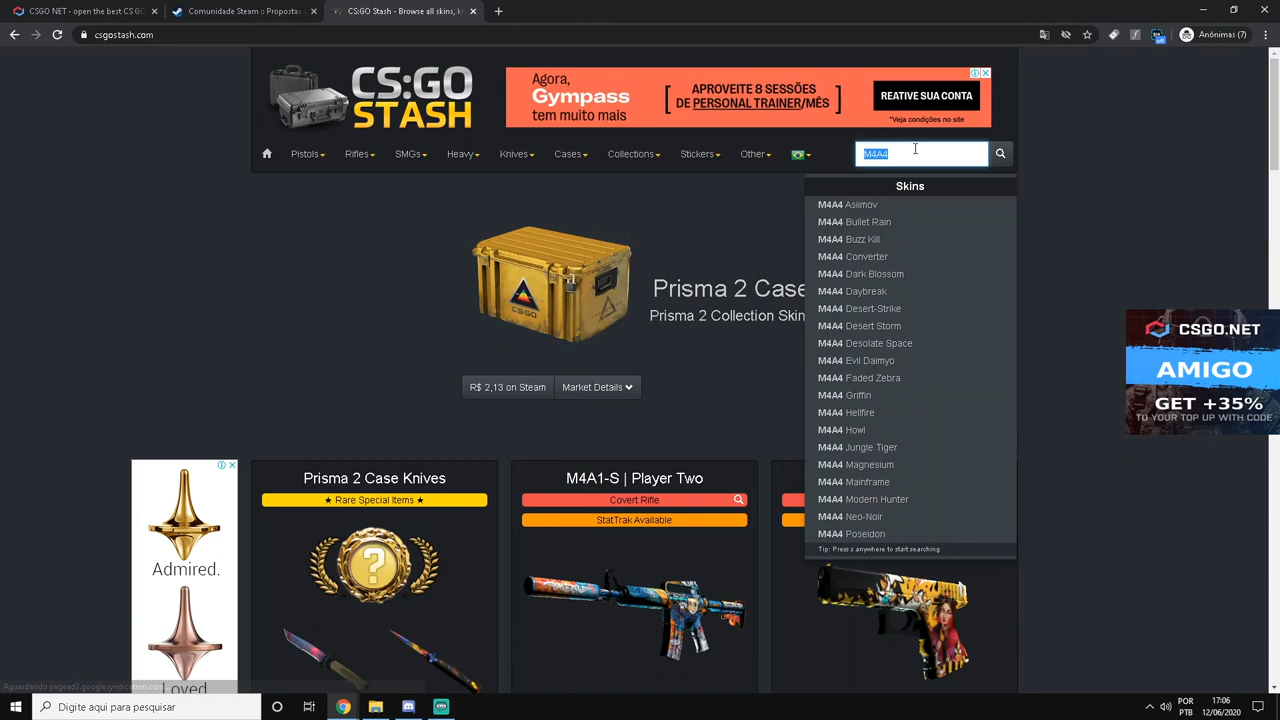 CSGO NET - open the best CS GO
Comunidade Steam :: Propostas
CS:GO Stash - Browse all skins, k
csgostash.com
Anônimas (7)
CS:GO
STASH
Agora,
Gympass
tem muito mais
APROVEITE 8 SESSÕES
DE PERSONAL TRAINER/MÊS
REATIVE SUA CONTA
*Veja condições no site
Pistols
Rifles
SMGs
Heavy
Knives
Cases
Collections
Stickers
Other
M4A4
Skins
M4A4 Asiimov
M4A4 Bullet Rain
M4A4 Buzz Kill
M4A4 Converter
M4A4 Dark Blossom
M4A4 Daybreak
M4A4 Desert-Strike
M4A4 Desert Storm
M4A4 Desolate Space
M4A4 Evil Daimyo
M4A4 Faded Zebra
M4A4 Griffin
M4A4 Hellfire
M4A4 Howl
M4A4 Jungle Tiger
M4A4 Magnesium
M4A4 Mainframe
M4A4 Modern Hunter
M4A4 Neo-Noir
M4A4 Poseidon
Tip: Press s anywhere to start searching
CS:GO
Prisma 2 Case
Prisma 2 Collection Skin
R$ 2,13 on Steam
Market Details
CSGO.NET
AMIGO
GET +35%
TO YOUR TOP UP WITH CODE
Admired.
Loved
Prisma 2 Case Knives
★ Rare Special Items ★
M4A1-S | Player Two
Covert Rifle
StatTrak Available
Aguardando pagead2.googlesyndication.com...
Digite aqui para pesquisar
POR
PTB
17:06
12/06/2020